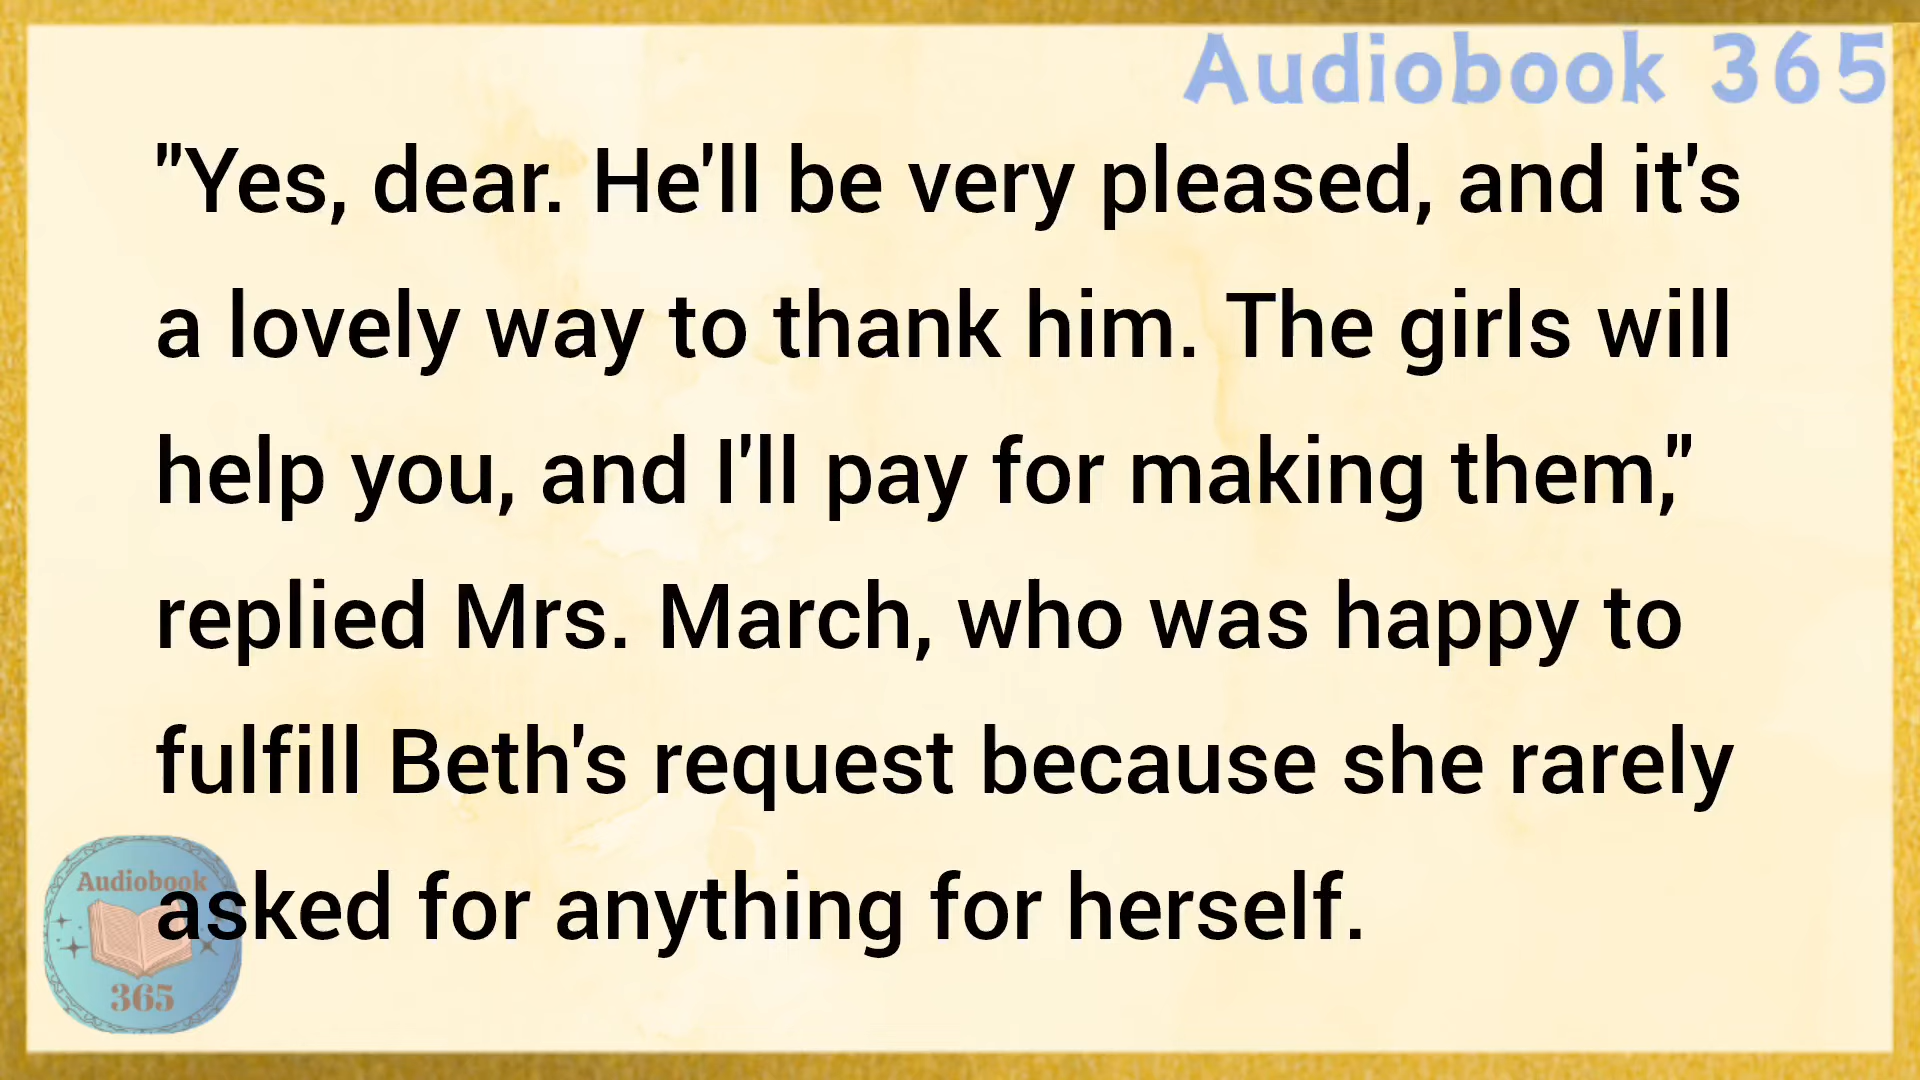 Audiobook 365
"Yes, dear. He'll be very pleased, and it's
a lovely way to thank him. The girls will
help you, and I'll pay for making them,"
replied Mrs. March, who was happy to
fulfill Beth's request because she rarely
asked for anything for herself.
Audiobook
365